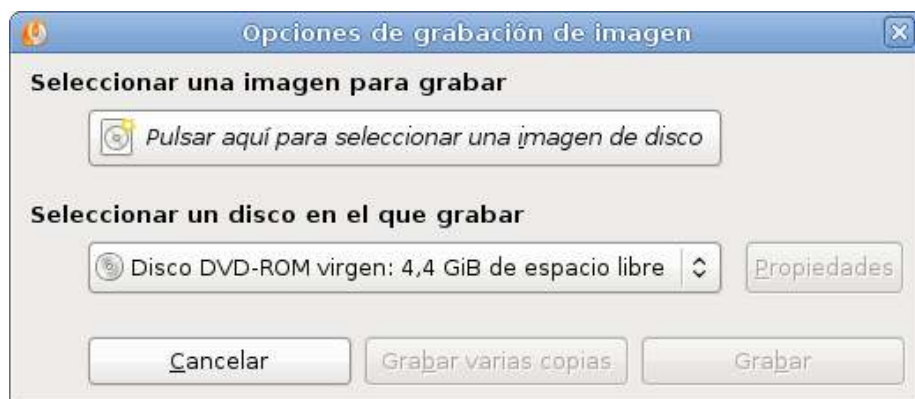 Opciones de grabación de imagen
Seleccionar una imagen para grabar
Pulsar aquí para seleccionar una imagen de disco
Seleccionar un disco en el que grabar
Disco DVD-ROM virgen: 4,4 GiB de espacio libre Propiedades
Cancelar Grabar varias copias Grabar